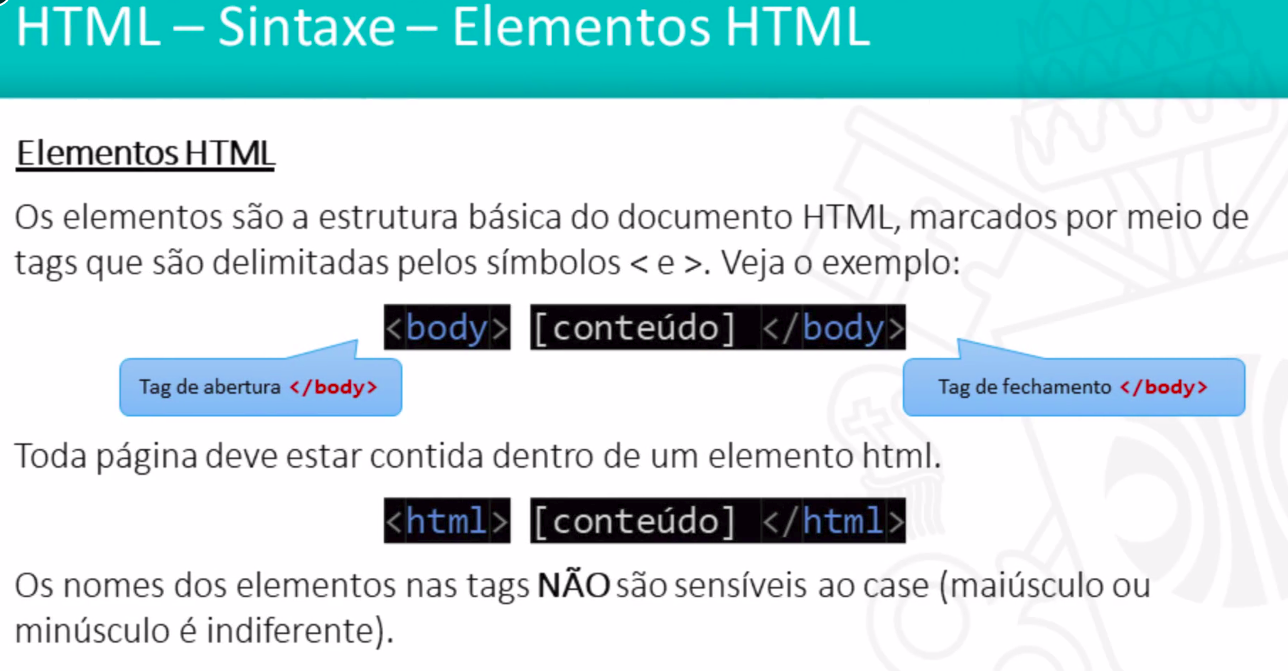 HTML – Sintaxe – Elementos HTML
Elementos HTML
Os elementos são a estrutura básica do documento HTML, marcados por meio de
tags que são delimitadas pelos símbolos < e >. Veja o exemplo:
<body> [conteúdo] </body>
Tag de abertura </body>
Tag de fechamento </body>
Toda página deve estar contida dentro de um elemento html.
<html> [conteúdo] </html>
Os nomes dos elementos nas tags NÃO são sensíveis ao case (maiúsculo ou
minúsculo é indiferente).